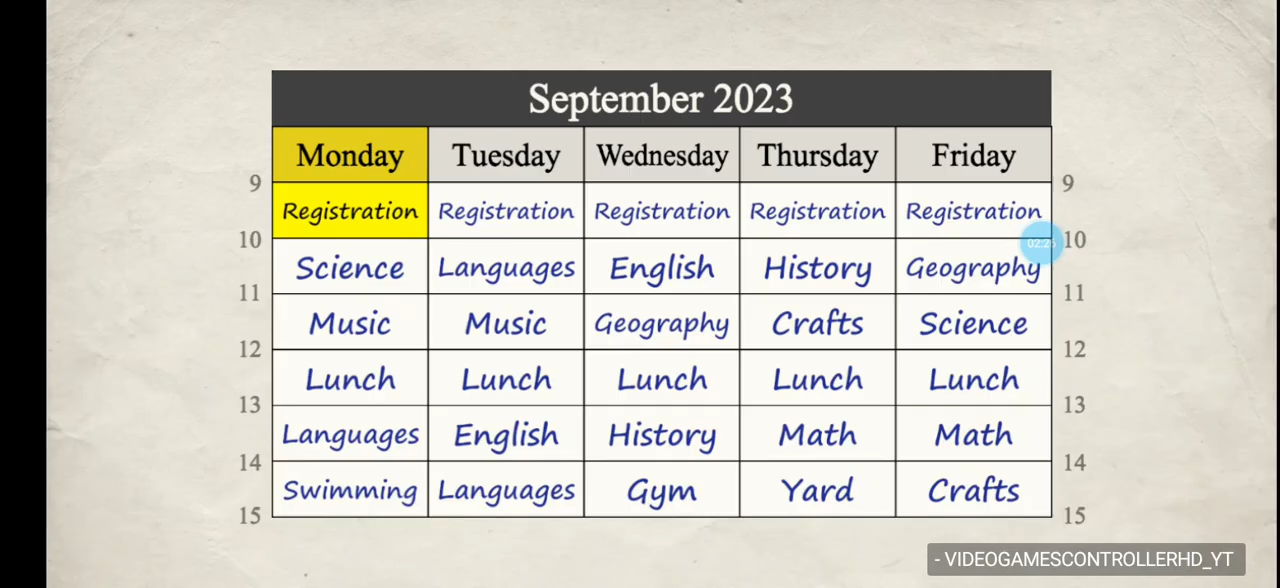 September 2023
Monday Tuesday Wednesday Thursday Friday
9 9
Registration Registration Registration Registration Registration
10 02:26 10
Science Languages English History Geography
11 11
Music Music Geography Crafts Science
12 12
Lunch Lunch Lunch Lunch Lunch
13 13
Languages English History Math Math
14 14
Swimming Languages Gym Yard Crafts
15 15
- VIDEOGAMESCONTROLLERHD_YT